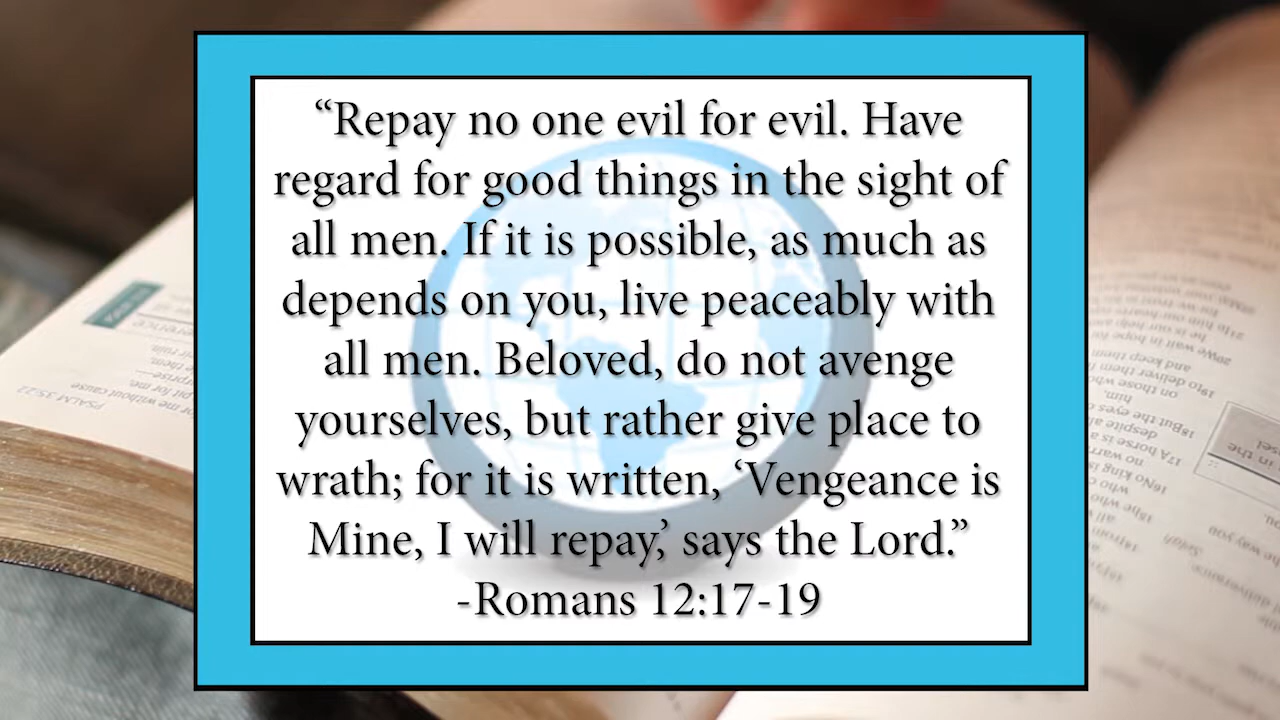 “Repay no one evil for evil. Have
regard for good things in the sight of
all men. If it is possible, as much as
depends on you, live peaceably with
all men. Beloved, do not avenge
yourselves, but rather give place to
wrath; for it is written, ‘Vengeance is
Mine, I will repay,’ says the Lord.”
-Romans 12:17-19
PSALM 35:22